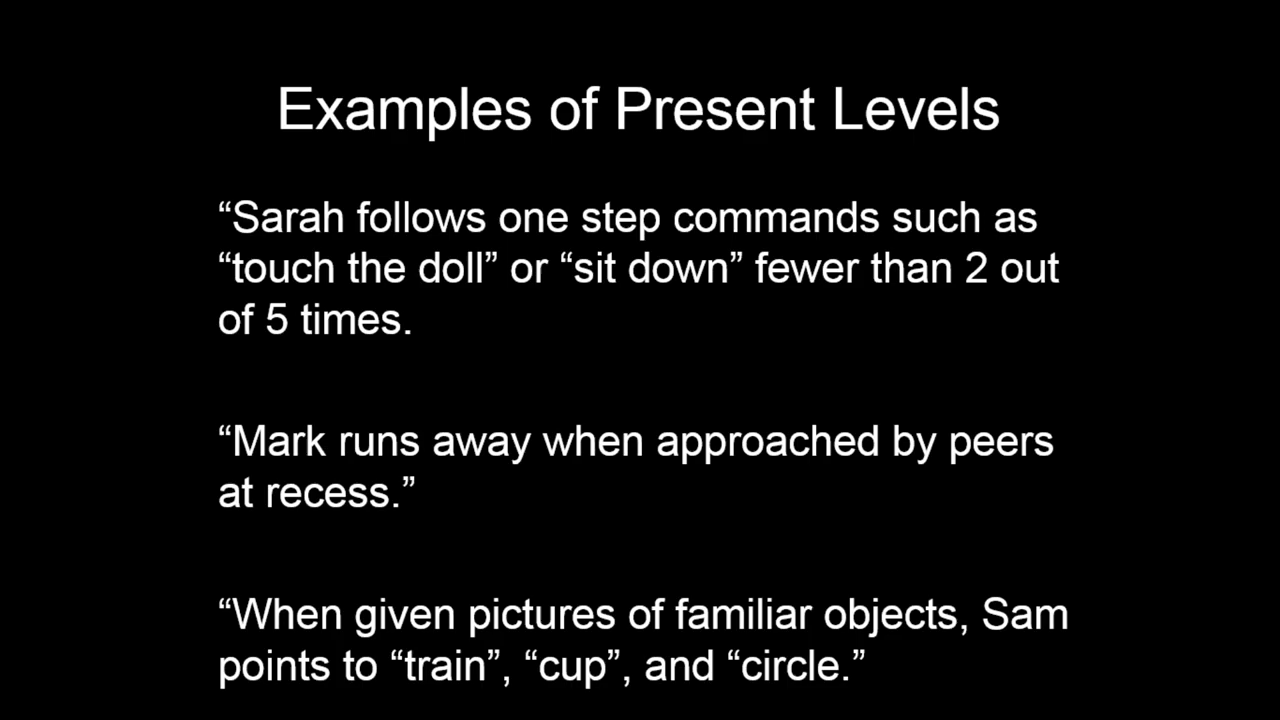 Examples of Present Levels
“Sarah follows one step commands such as
“touch the doll” or “sit down” fewer than 2 out
of 5 times.
“Mark runs away when approached by peers
at recess.”
“When given pictures of familiar objects, Sam
points to “train”, “cup”, and “circle.”